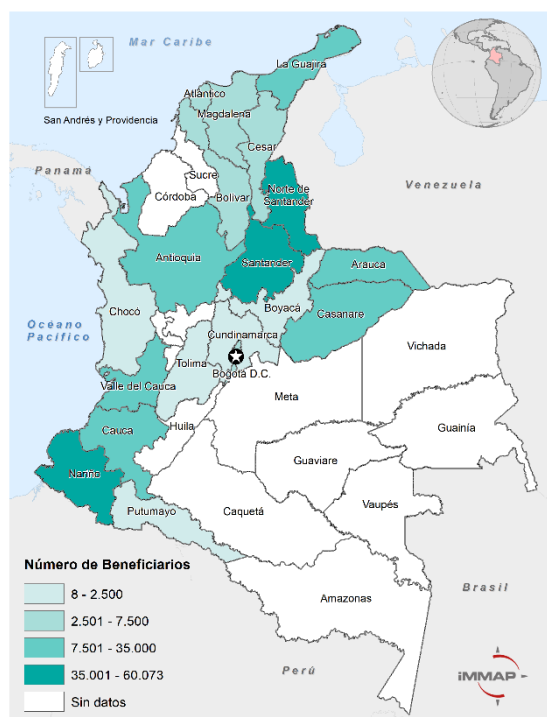 Mar Caribe
La Guajira
Atlántico
Magdalena
San Andrés y Providencia
Cesar
Panamá
Sucre
Venezuela
Córdoba
Bolívar
Norte de
Santander
Antioquia
Santander
Arauca
Chocó
Boyacá
Casanare
Océano
Pacífico
Cundinamarca
Vichada
Tolima
Bogotá D.C.
Valle del Cauca
Meta
Huila
Cauca
Guainía
Guaviare
Nariño
Vaupés
Putumayo
Caquetá
Número de Beneficiarios
8 - 2.500
2.501 - 7.500
7.501 - 35.000
35.001 - 60.073
Sin datos
Brasil
Amazonas
Perú
iMMAP